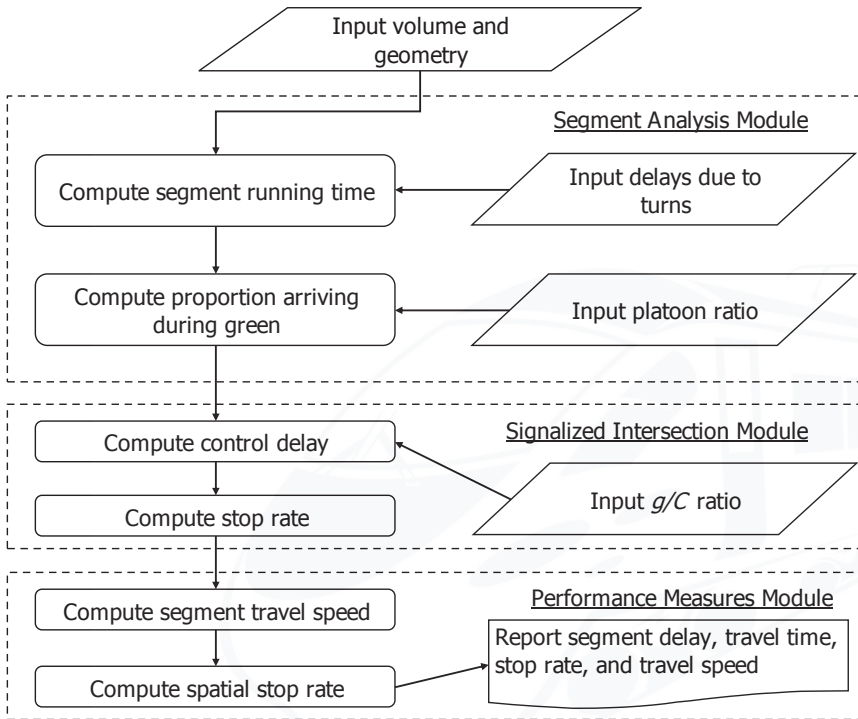 Input volume and
geometry
Segment Analysis Module
Compute segment running time
Input delays due to
turns
Compute proportion arriving
during green
Input platoon ratio
Compute control delay
Signalized Intersection Module
Compute stop rate
Input g/C ratio
Compute segment travel speed
Performance Measures Module
Report segment delay, travel time,
stop rate, and travel speed
Compute spatial stop rate